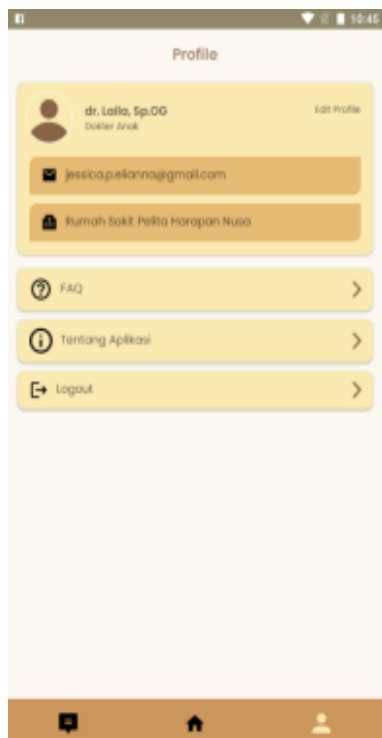 10:45
Profile
dr. Laila, Sp.OG
Edit Profile
Dokter Anak
jessica.p.elianna@gmail.com
Rumah Sakit Pelita Harapan Nusa
FAQ
Tentang Aplikasi
Logout